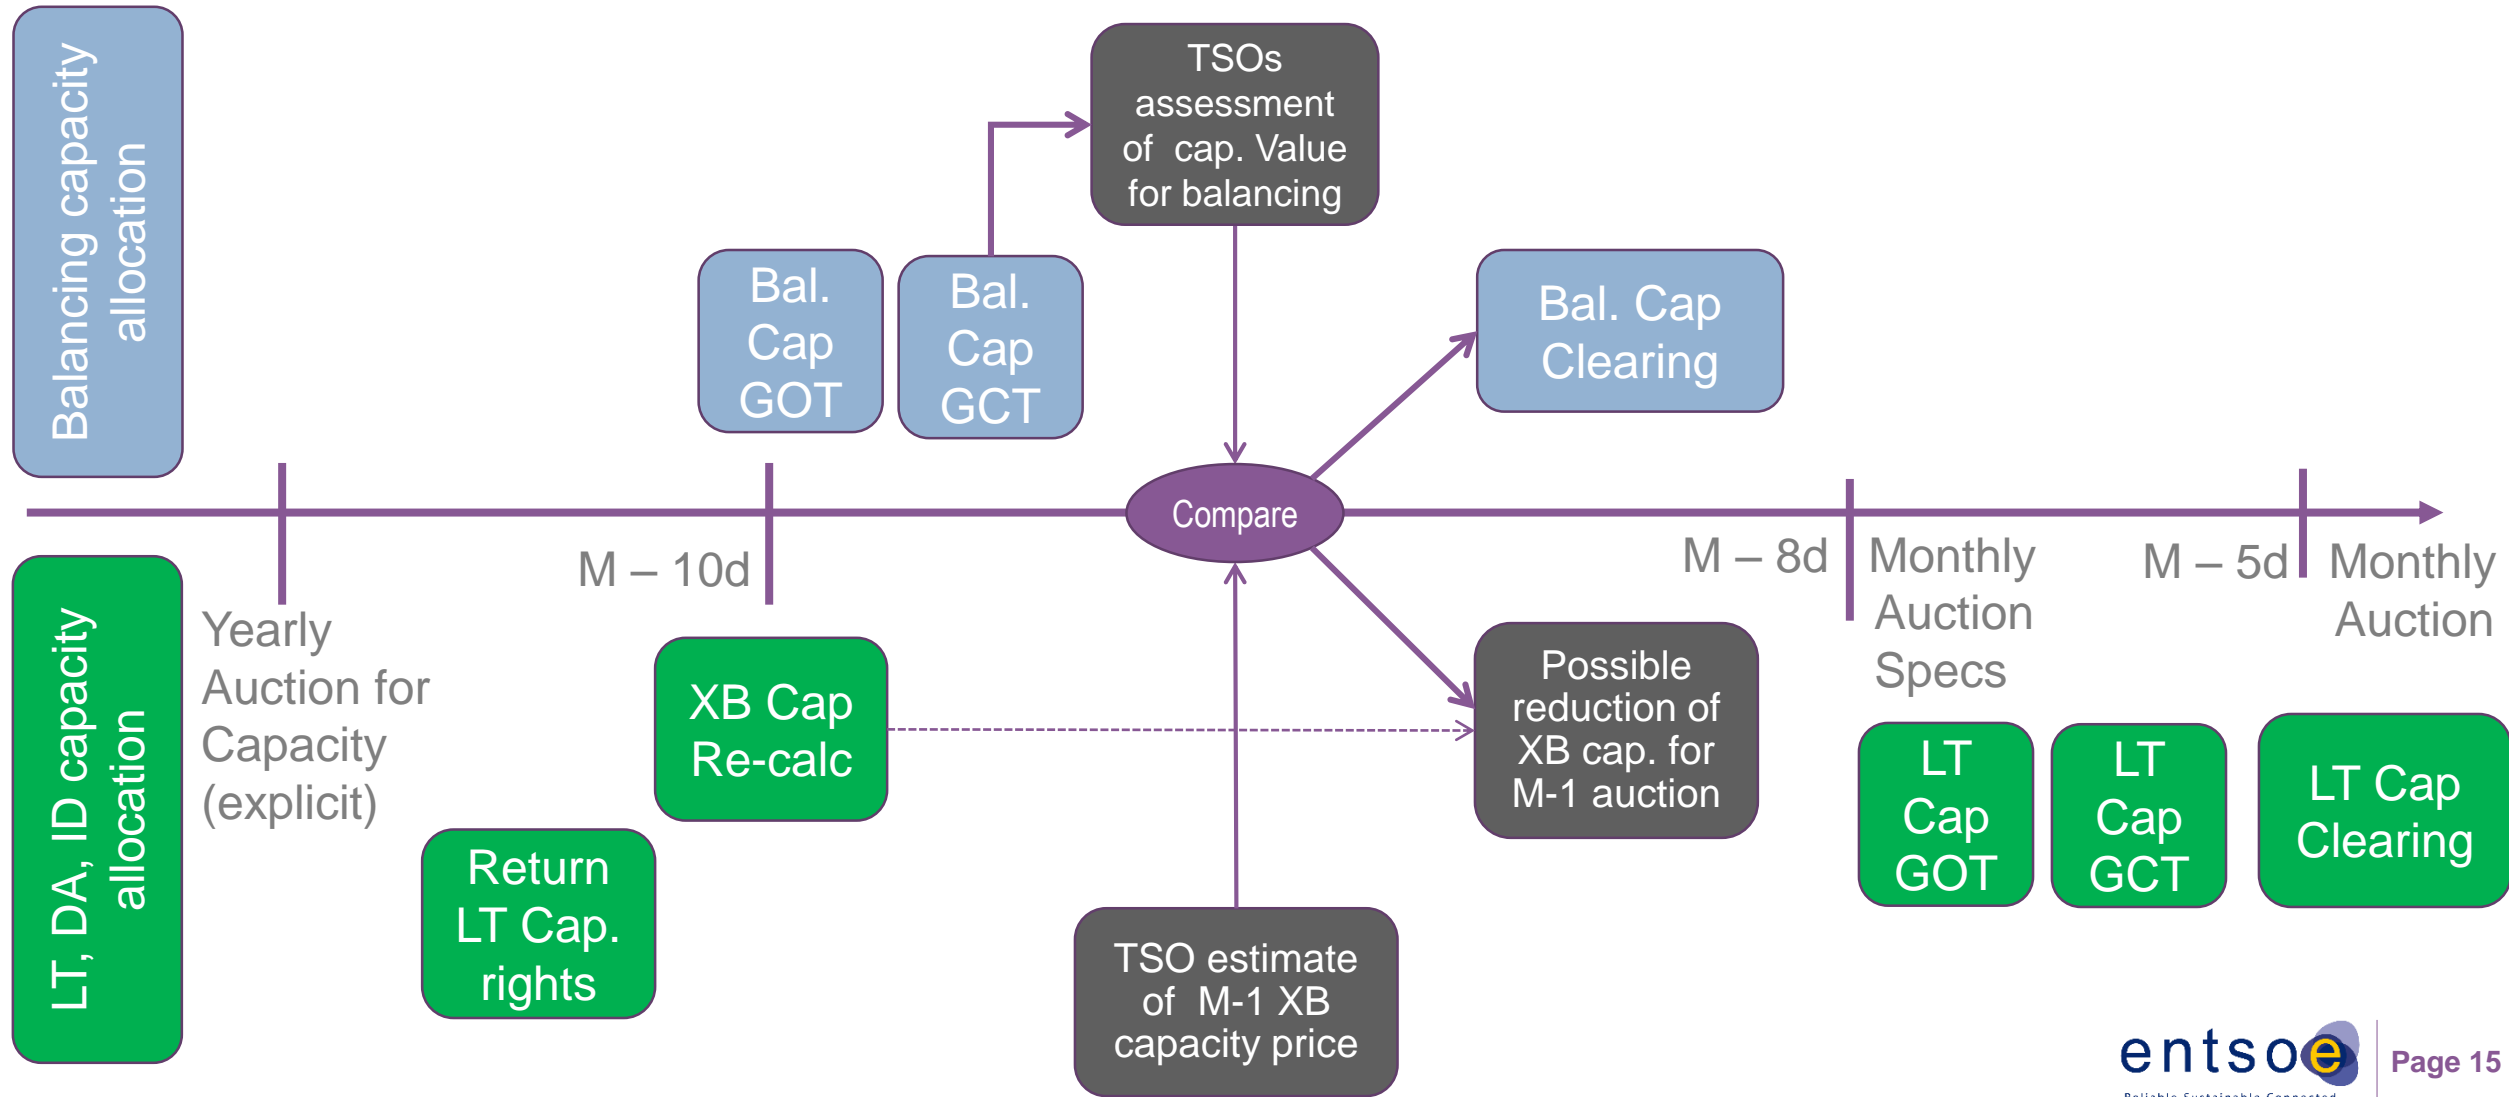 Balancing capacity
allocation
TSOs
assessment
of cap. Value
for balancing
Bal.
Cap
GOT
Bal.
Cap
GCT
Bal. Cap
Clearing
Compare
M – 10d
M – 8d
Monthly
Auction
Specs
M – 5d
Monthly
Auction
LT, DA, ID capacity
allocation
Yearly
Auction for
Capacity
(explicit)
XB Cap
Re-calc
Return
LT Cap.
rights
Possible
reduction of
XB cap. for
M-1 auction
TSO estimate
of M-1 XB
capacity price
LT
Cap
GOT
LT
Cap
GCT
LT Cap
Clearing
entsoe
Reliable Sustainable Connected
Page 15